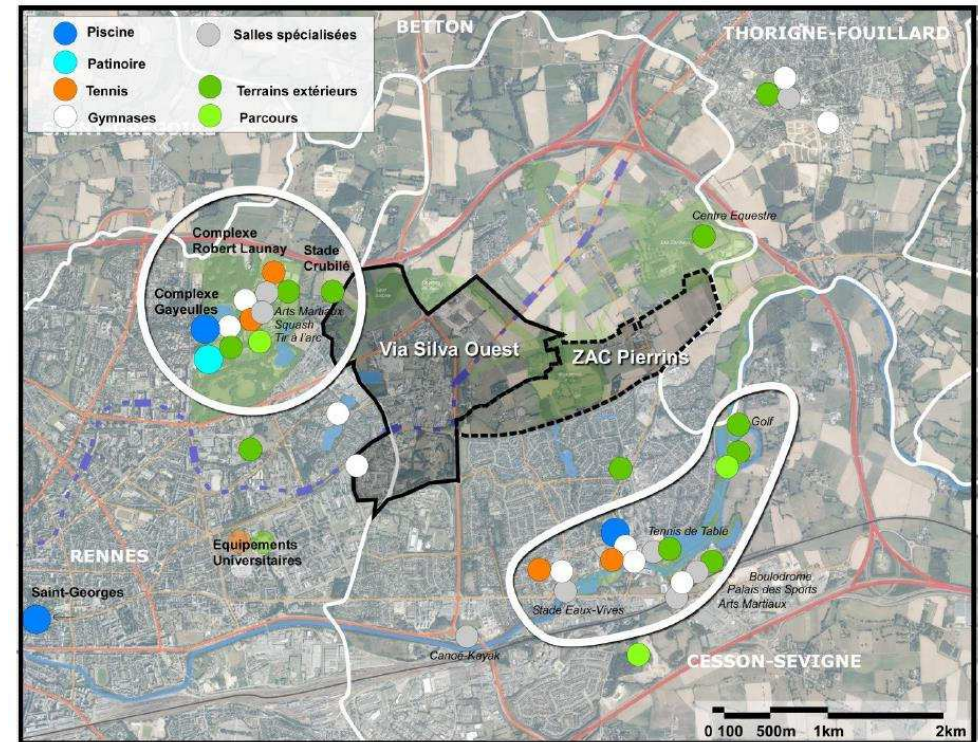 Piscine
Patinoire
Tennis
Gymnases
Salles spécialisées
Terrains extérieurs
Parcours
BETTON
THORIGNE-FOUILLARD
SAINT-GREGOIRE
Centre Equestre
Complexe
Robert Launay
Stade
Crubilé
Complexe
Gayeulles
Arts Martiaux
Squash
Tir à l'arc
Via Silva Ouest
ZAC Pierrins
Golf
Tennis de Table
Equipements
Universitaires
RENNES
Saint-Georges
Boulodrome
Palais des Sports
Arts Martiaux
Stade Eaux-Vives
Canoë-Kayak
CESSON-SEVIGNE
0 100 500m 1km 2km